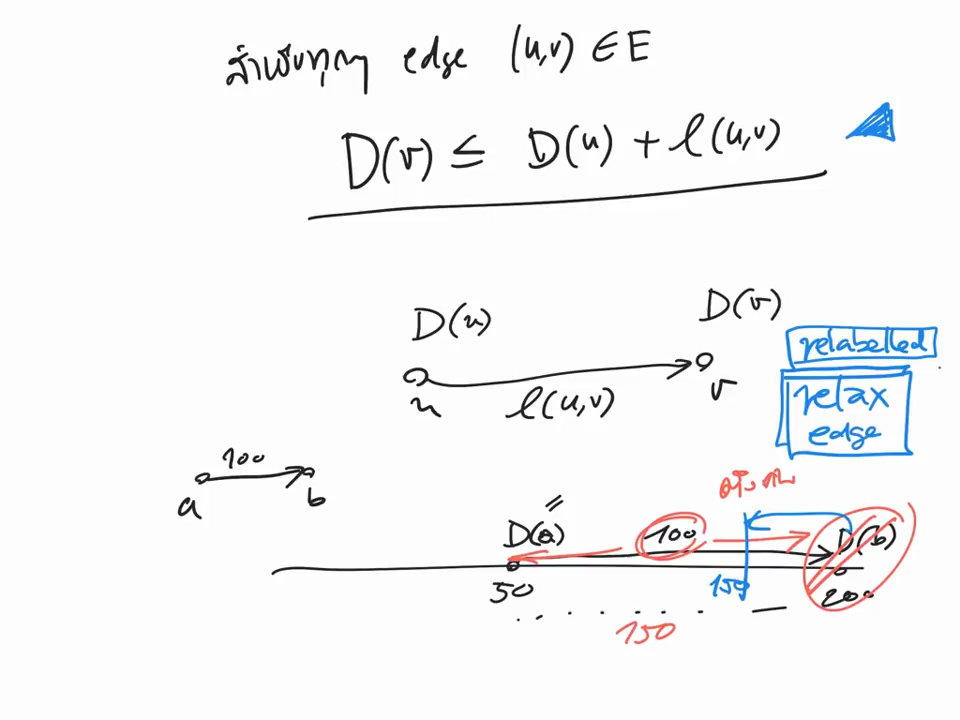 สำหรับทุกๆ edge (u,v) ∈ E
D(v) ≤ D(u) + l(u,v)
D(u)
D(v)
relabelled
u
l(u,v)
v
relax
edge
100
a
b
D(a)
100
D(b)
50
150
200
150